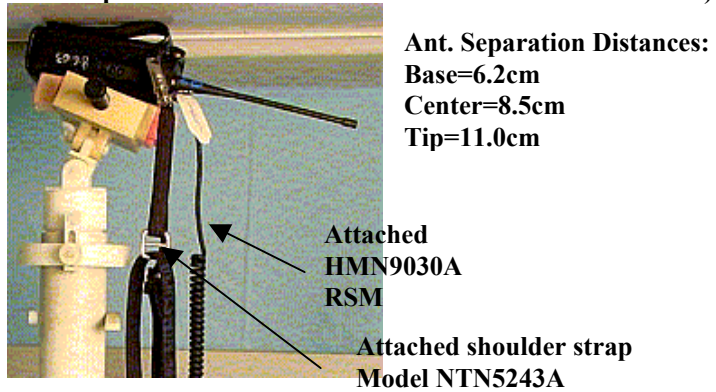 Ant. Separation Distances:
Base=6.2cm
Center=8.5cm
Tip=11.0cm
Attached
HMN9030A
RSM
Attached shoulder strap
Model NTN5243A